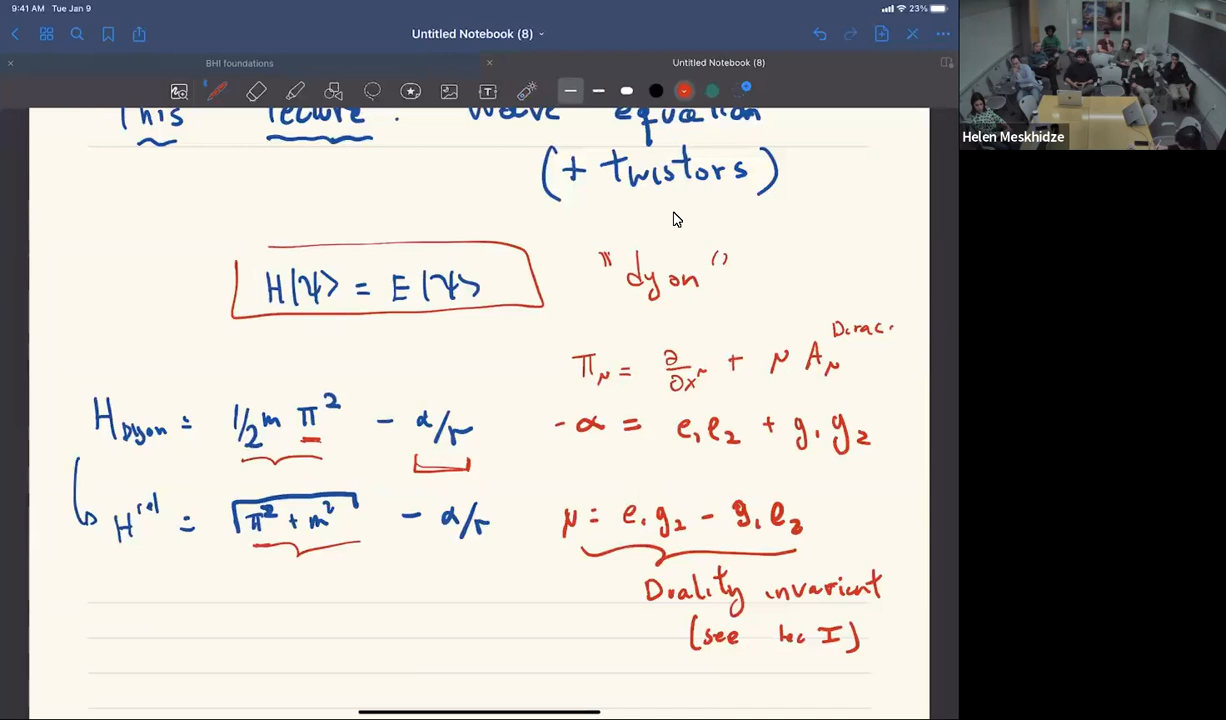 9:41 AM Tue Jan 9
23%
Untitled Notebook (8)
BHI foundations
Untitled Notebook (8)
This lecture: wave equation
(+ twistors)
H|Ψ> = E|Ψ>
"dyon"
Π_μ = ∂/∂x^μ + μ A_μ^Dirac
H_Dyon = 1/2m π² - α/r
-α = e₁e₂ + g₁g₂
H^rel = √(π² + m²) - α/r
μ = e₁g₂ - g₁e₂
Duality invarient
(see lec I)
Helen Meskhidze